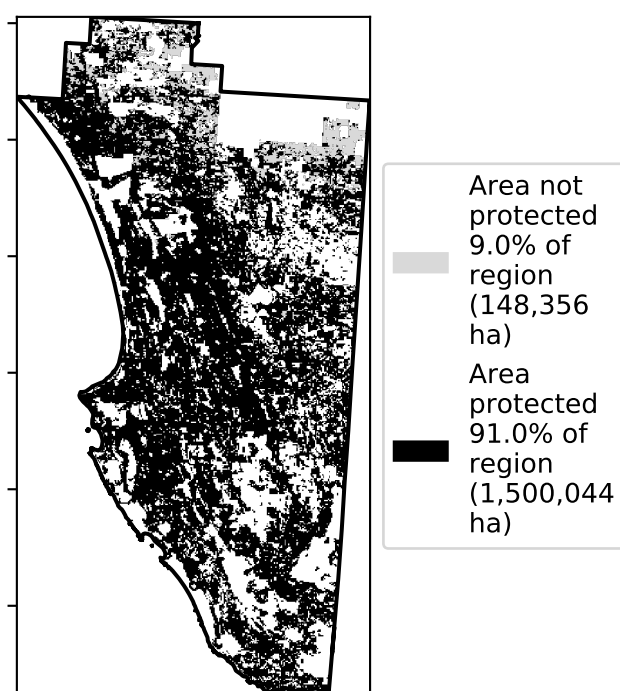 Area not
protected
9.0% of
region
(148,356
ha)
Area
protected
91.0% of
region
(1,500,044
ha)